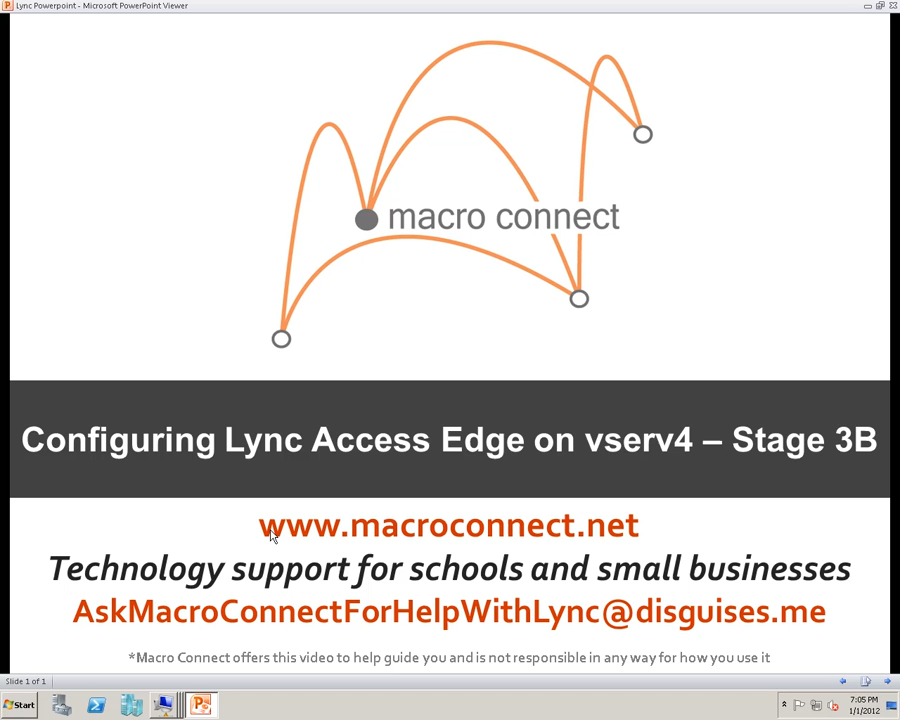 Lync Powerpoint - Microsoft PowerPoint Viewer
macro connect
Configuring Lync Access Edge on vserv4 – Stage 3B
www.macroconnect.net
Technology support for schools and small businesses
AskMacroConnectForHelpWithLync@disguises.me
*Macro Connect offers this video to help guide you and is not responsible in any way for how you use it
Slide 1 of 1
Start
7:05 PM
1/1/2012